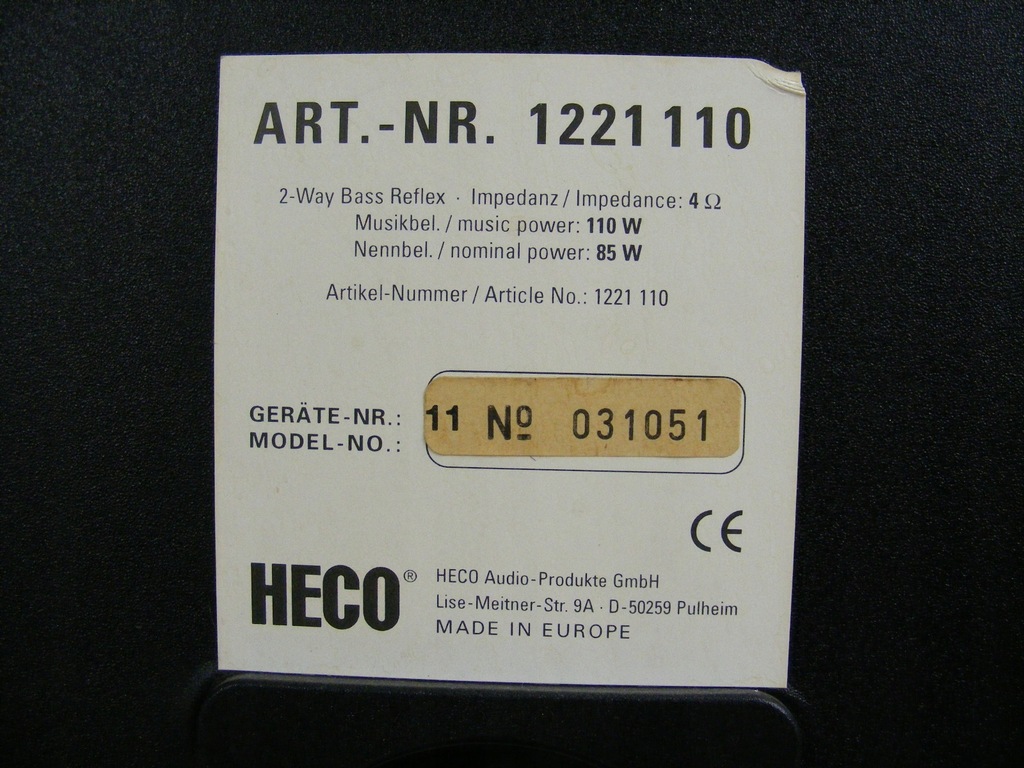 ART.-NR. 1221 110
2-Way Bass Reflex · Impedanz / Impedance: 4 Ω
Musikbel. / music power: 110 W
Nennbel. / nominal power: 85 W
Artikel-Nummer / Article No.: 1221 110
GERÄTE-NR.:
MODEL-NO.:
11 Nº 031051
CE
HECO®
HECO Audio-Produkte GmbH
Lise-Meitner-Str. 9A · D-50259 Pulheim
MADE IN EUROPE